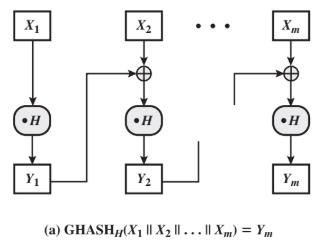 X1 X2 • • • Xm
• H • H • H
Y1 Y2 Ym
(a) GHASHH(X1 || X2 || . . . || Xm) = Ym